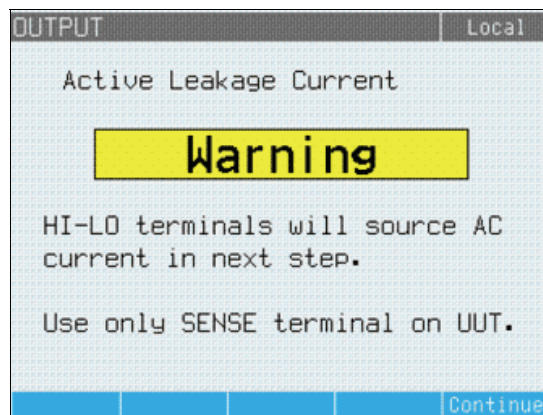 OUTPUT Local
Active Leakage Current
Warning
HI-LO terminals will source AC
current in next step.
Use only SENSE terminal on UUT.
Continue